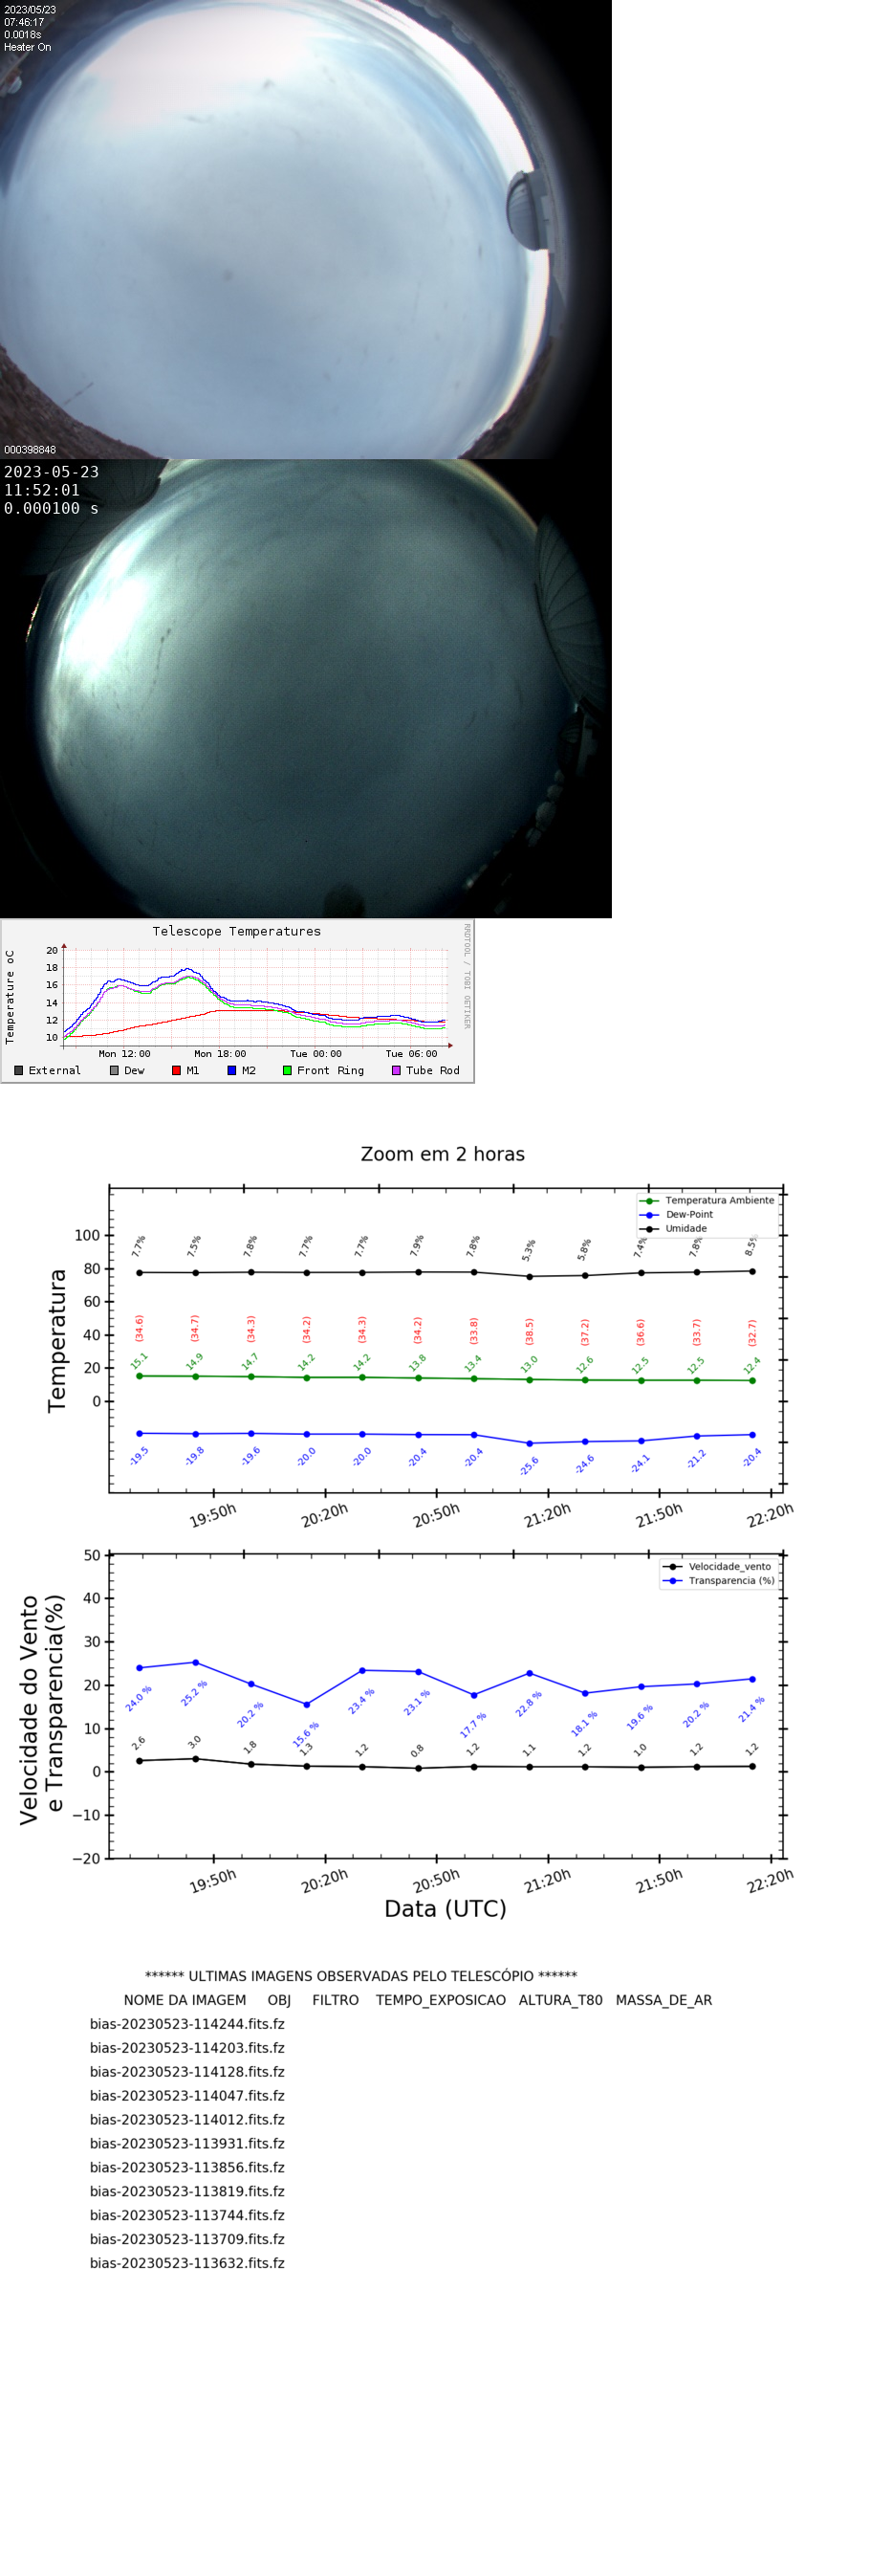 2023/05/23
07:46:17
0.0018s
Heater On
000398848
2023-05-23
11:52:01
0.000100 s
Telescope Temperatures
RRDTOOL / TOBI OETIKER
Temperature oC
20
18
16
14
12
10
Mon 12:00 Mon 18:00 Tue 00:00 Tue 06:00
External Dew M1 M2 Front Ring Tube Rod
Zoom em 2 horas
Temperatura Ambiente
Dew-Point
Umidade
Temperatura
100
80
60
40
20
0
7.7% 7.5% 7.8% 7.7% 7.7% 7.9% 7.8% 5.3% 5.8% 7.4% 7.8% 8.5%
(34.6) (34.7) (34.3) (34.2) (34.3) (34.2) (33.8) (38.5) (37.2) (36.6) (33.7) (32.7)
15.1 14.9 14.7 14.2 14.2 13.8 13.4 13.0 12.6 12.5 12.5 12.4
-19.5 -19.8 -19.6 -20.0 -20.0 -20.4 -20.4 -25.6 -24.6 -24.1 -21.2 -20.4
19:50h 20:20h 20:50h 21:20h 21:50h 22:20h
Velocidade_vento
Transparencia (%)
Velocidade do Vento
e Transparencia(%)
50
40
30
20
10
0
−10
−20
24.0 % 25.2 % 20.2 % 15.6 % 23.4 % 23.1 % 17.7 % 22.8 % 18.1 % 19.6 % 20.2 % 21.4 %
2.6 3.0 1.8 1.3 1.2 0.8 1.2 1.1 1.2 1.0 1.2 1.2
19:50h 20:20h 20:50h 21:20h 21:50h 22:20h
Data (UTC)
****** ULTIMAS IMAGENS OBSERVADAS PELO TELESCÓPIO ******
NOME DA IMAGEM OBJ FILTRO TEMPO_EXPOSICAO ALTURA_T80 MASSA_DE_AR
bias-20230523-114244.fits.fz
bias-20230523-114203.fits.fz
bias-20230523-114128.fits.fz
bias-20230523-114047.fits.fz
bias-20230523-114012.fits.fz
bias-20230523-113931.fits.fz
bias-20230523-113856.fits.fz
bias-20230523-113819.fits.fz
bias-20230523-113744.fits.fz
bias-20230523-113709.fits.fz
bias-20230523-113632.fits.fz